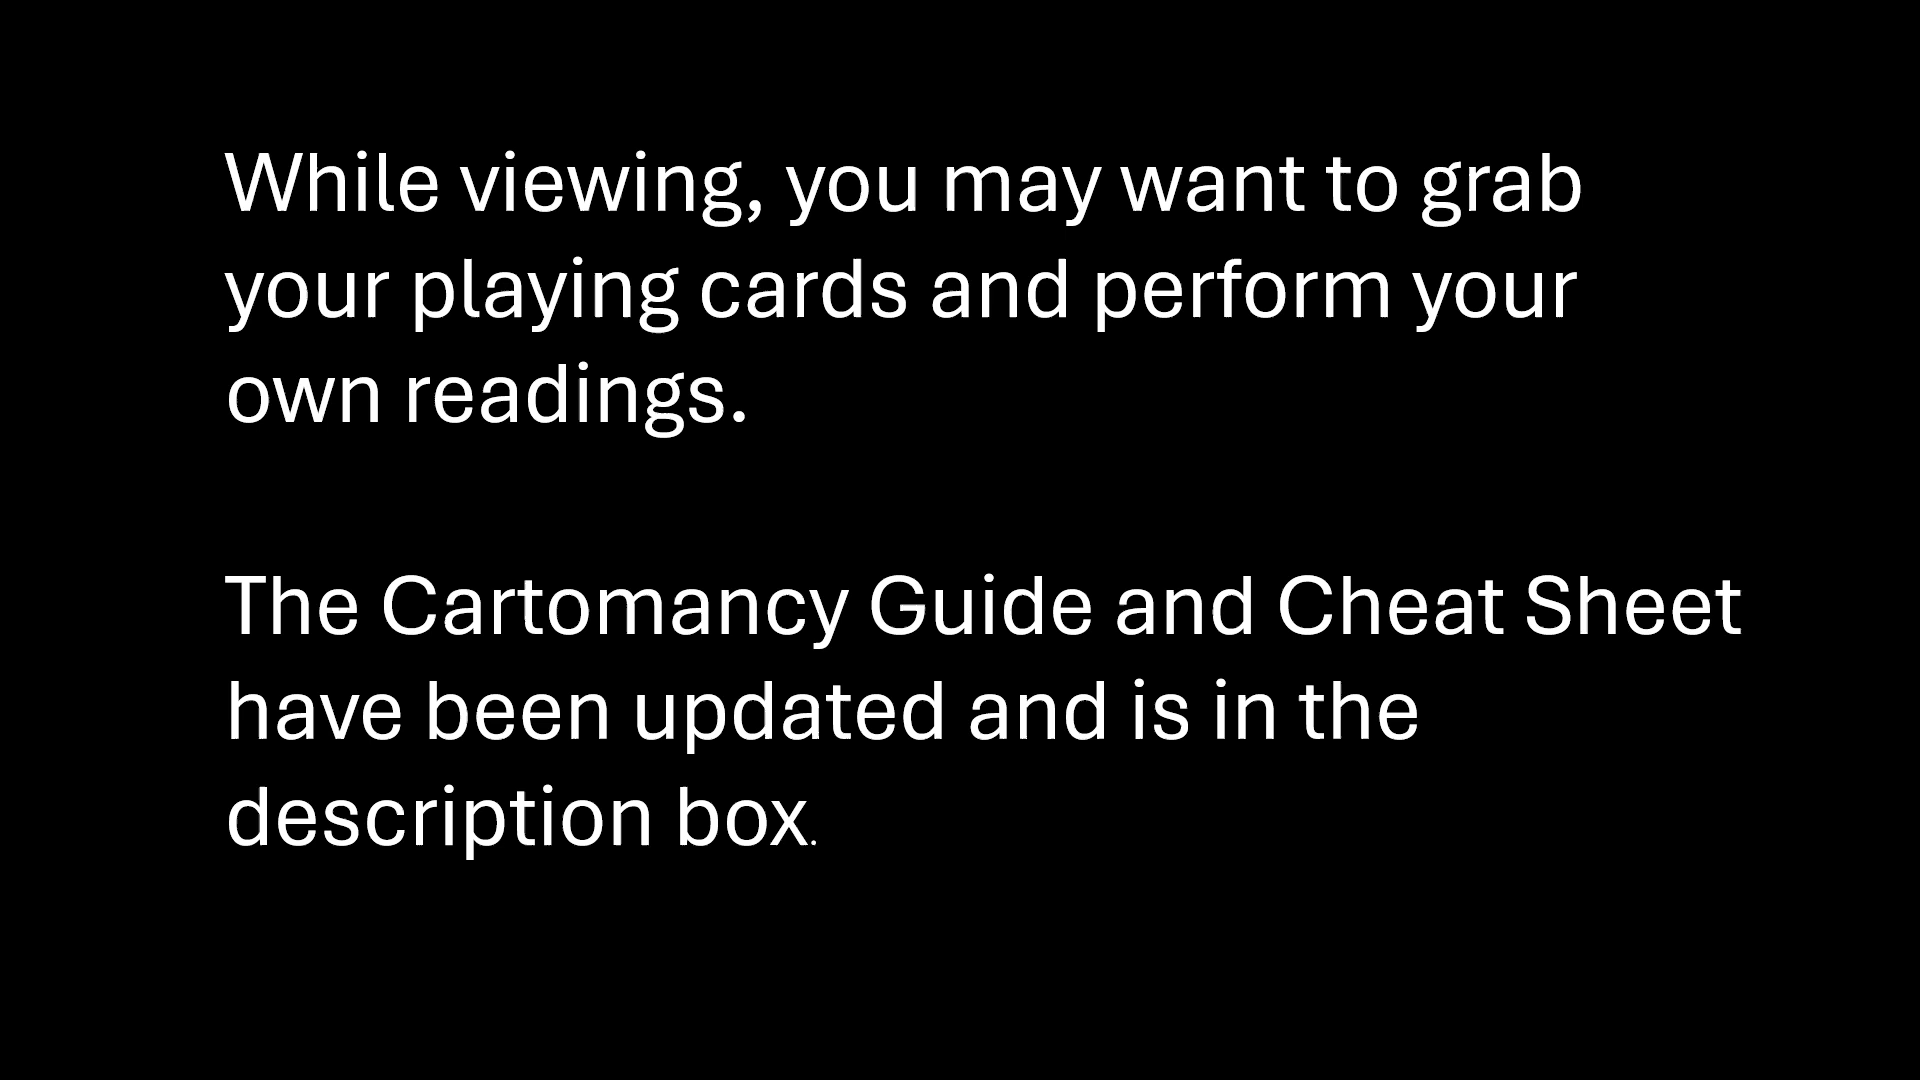 While viewing, you may want to grab
your playing cards and perform your
own readings.
The Cartomancy Guide and Cheat Sheet
have been updated and is in the
description box.